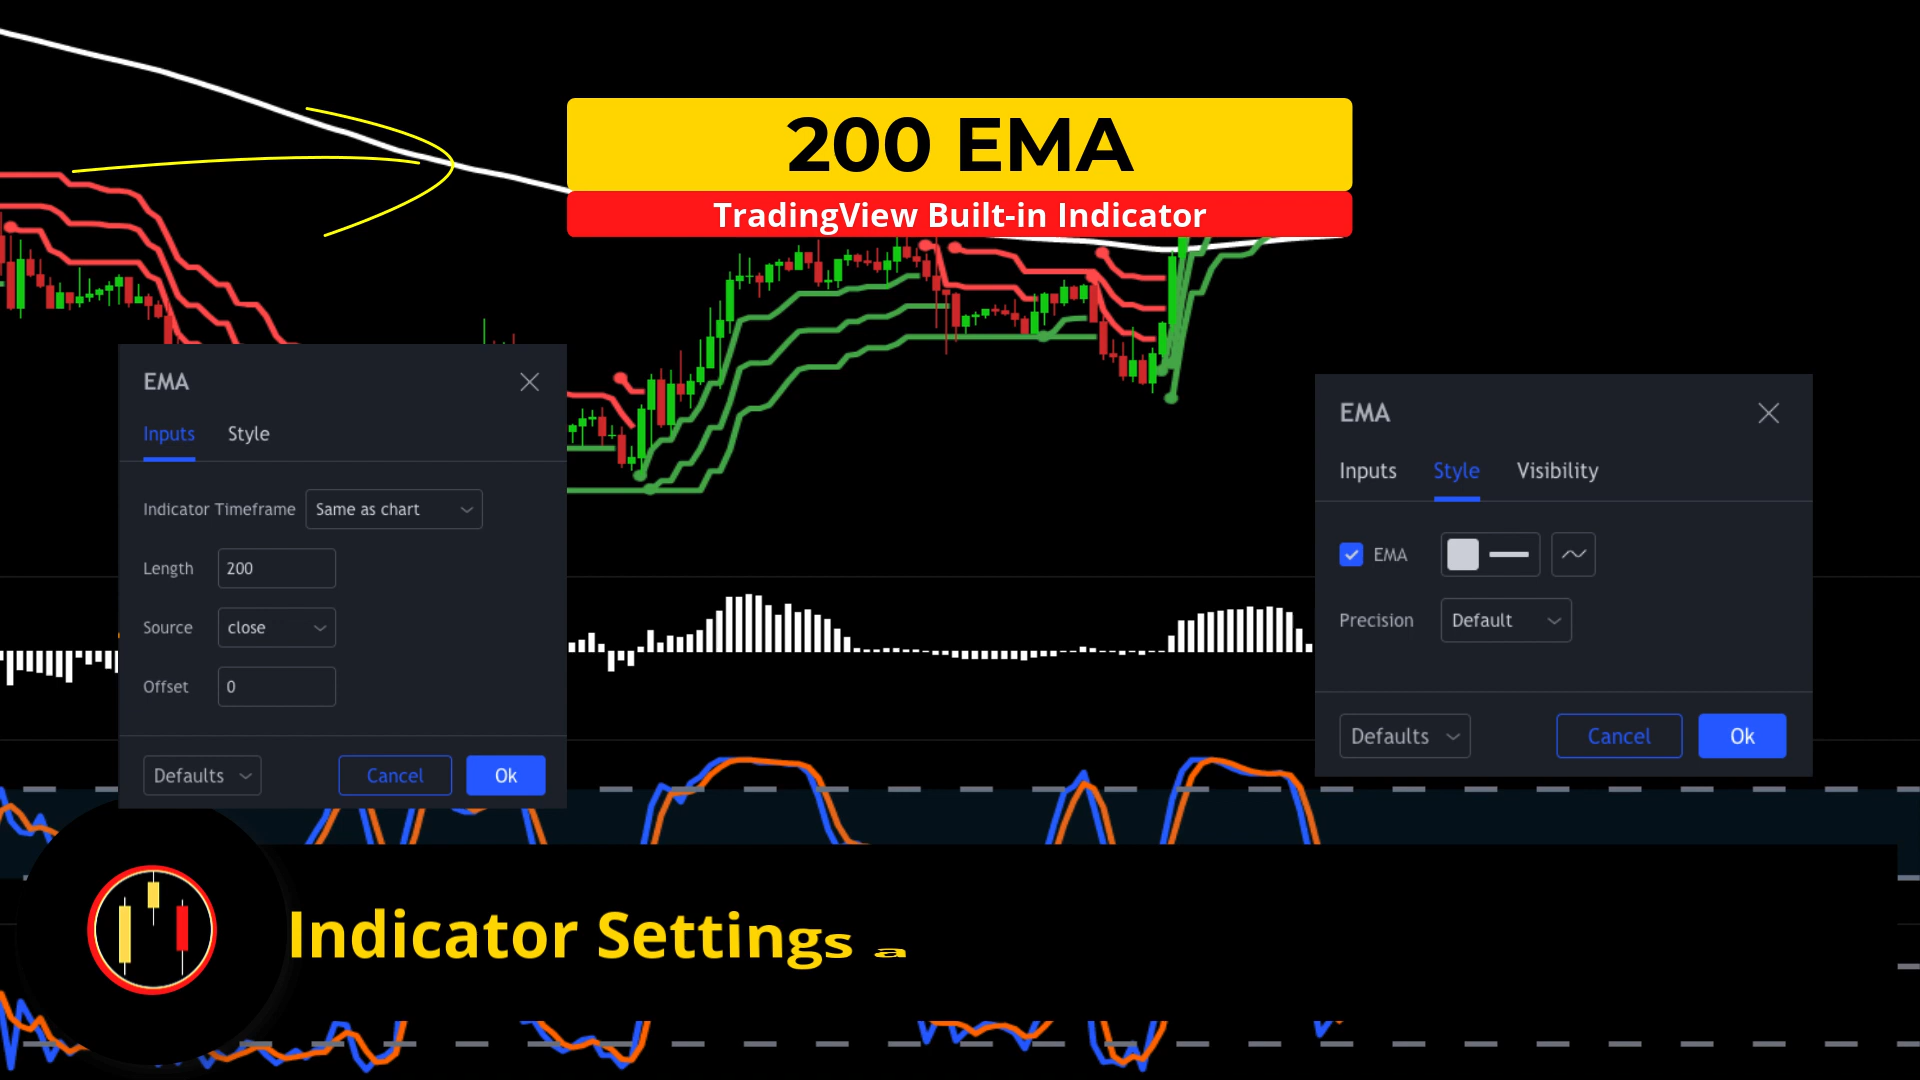 200 EMA
TradingView Built-in Indicator
EMA
Inputs Style
Indicator Timeframe Same as chart
Length 200
Source close
Offset 0
Defaults Cancel Ok
EMA
Inputs Style Visibility
EMA
Precision Default
Defaults Cancel Ok
Indicator Settings a